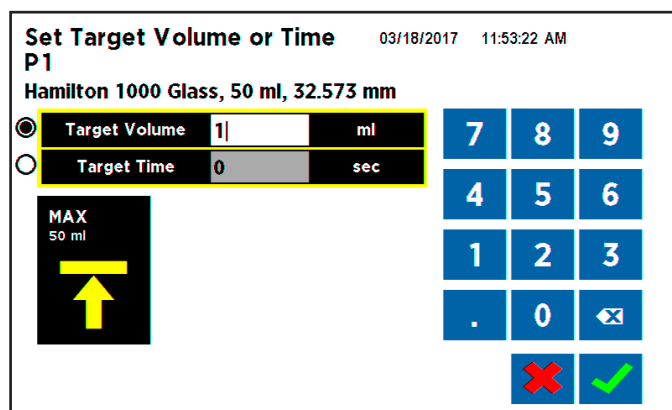 Set Target Volume or Time 03/18/2017 11:53:22 AM
P1
Hamilton 1000 Glass, 50 ml, 32.573 mm
Target Volume 1 ml
Target Time 0 sec
MAX
50 ml
7 8 9
4 5 6
1 2 3
. 0